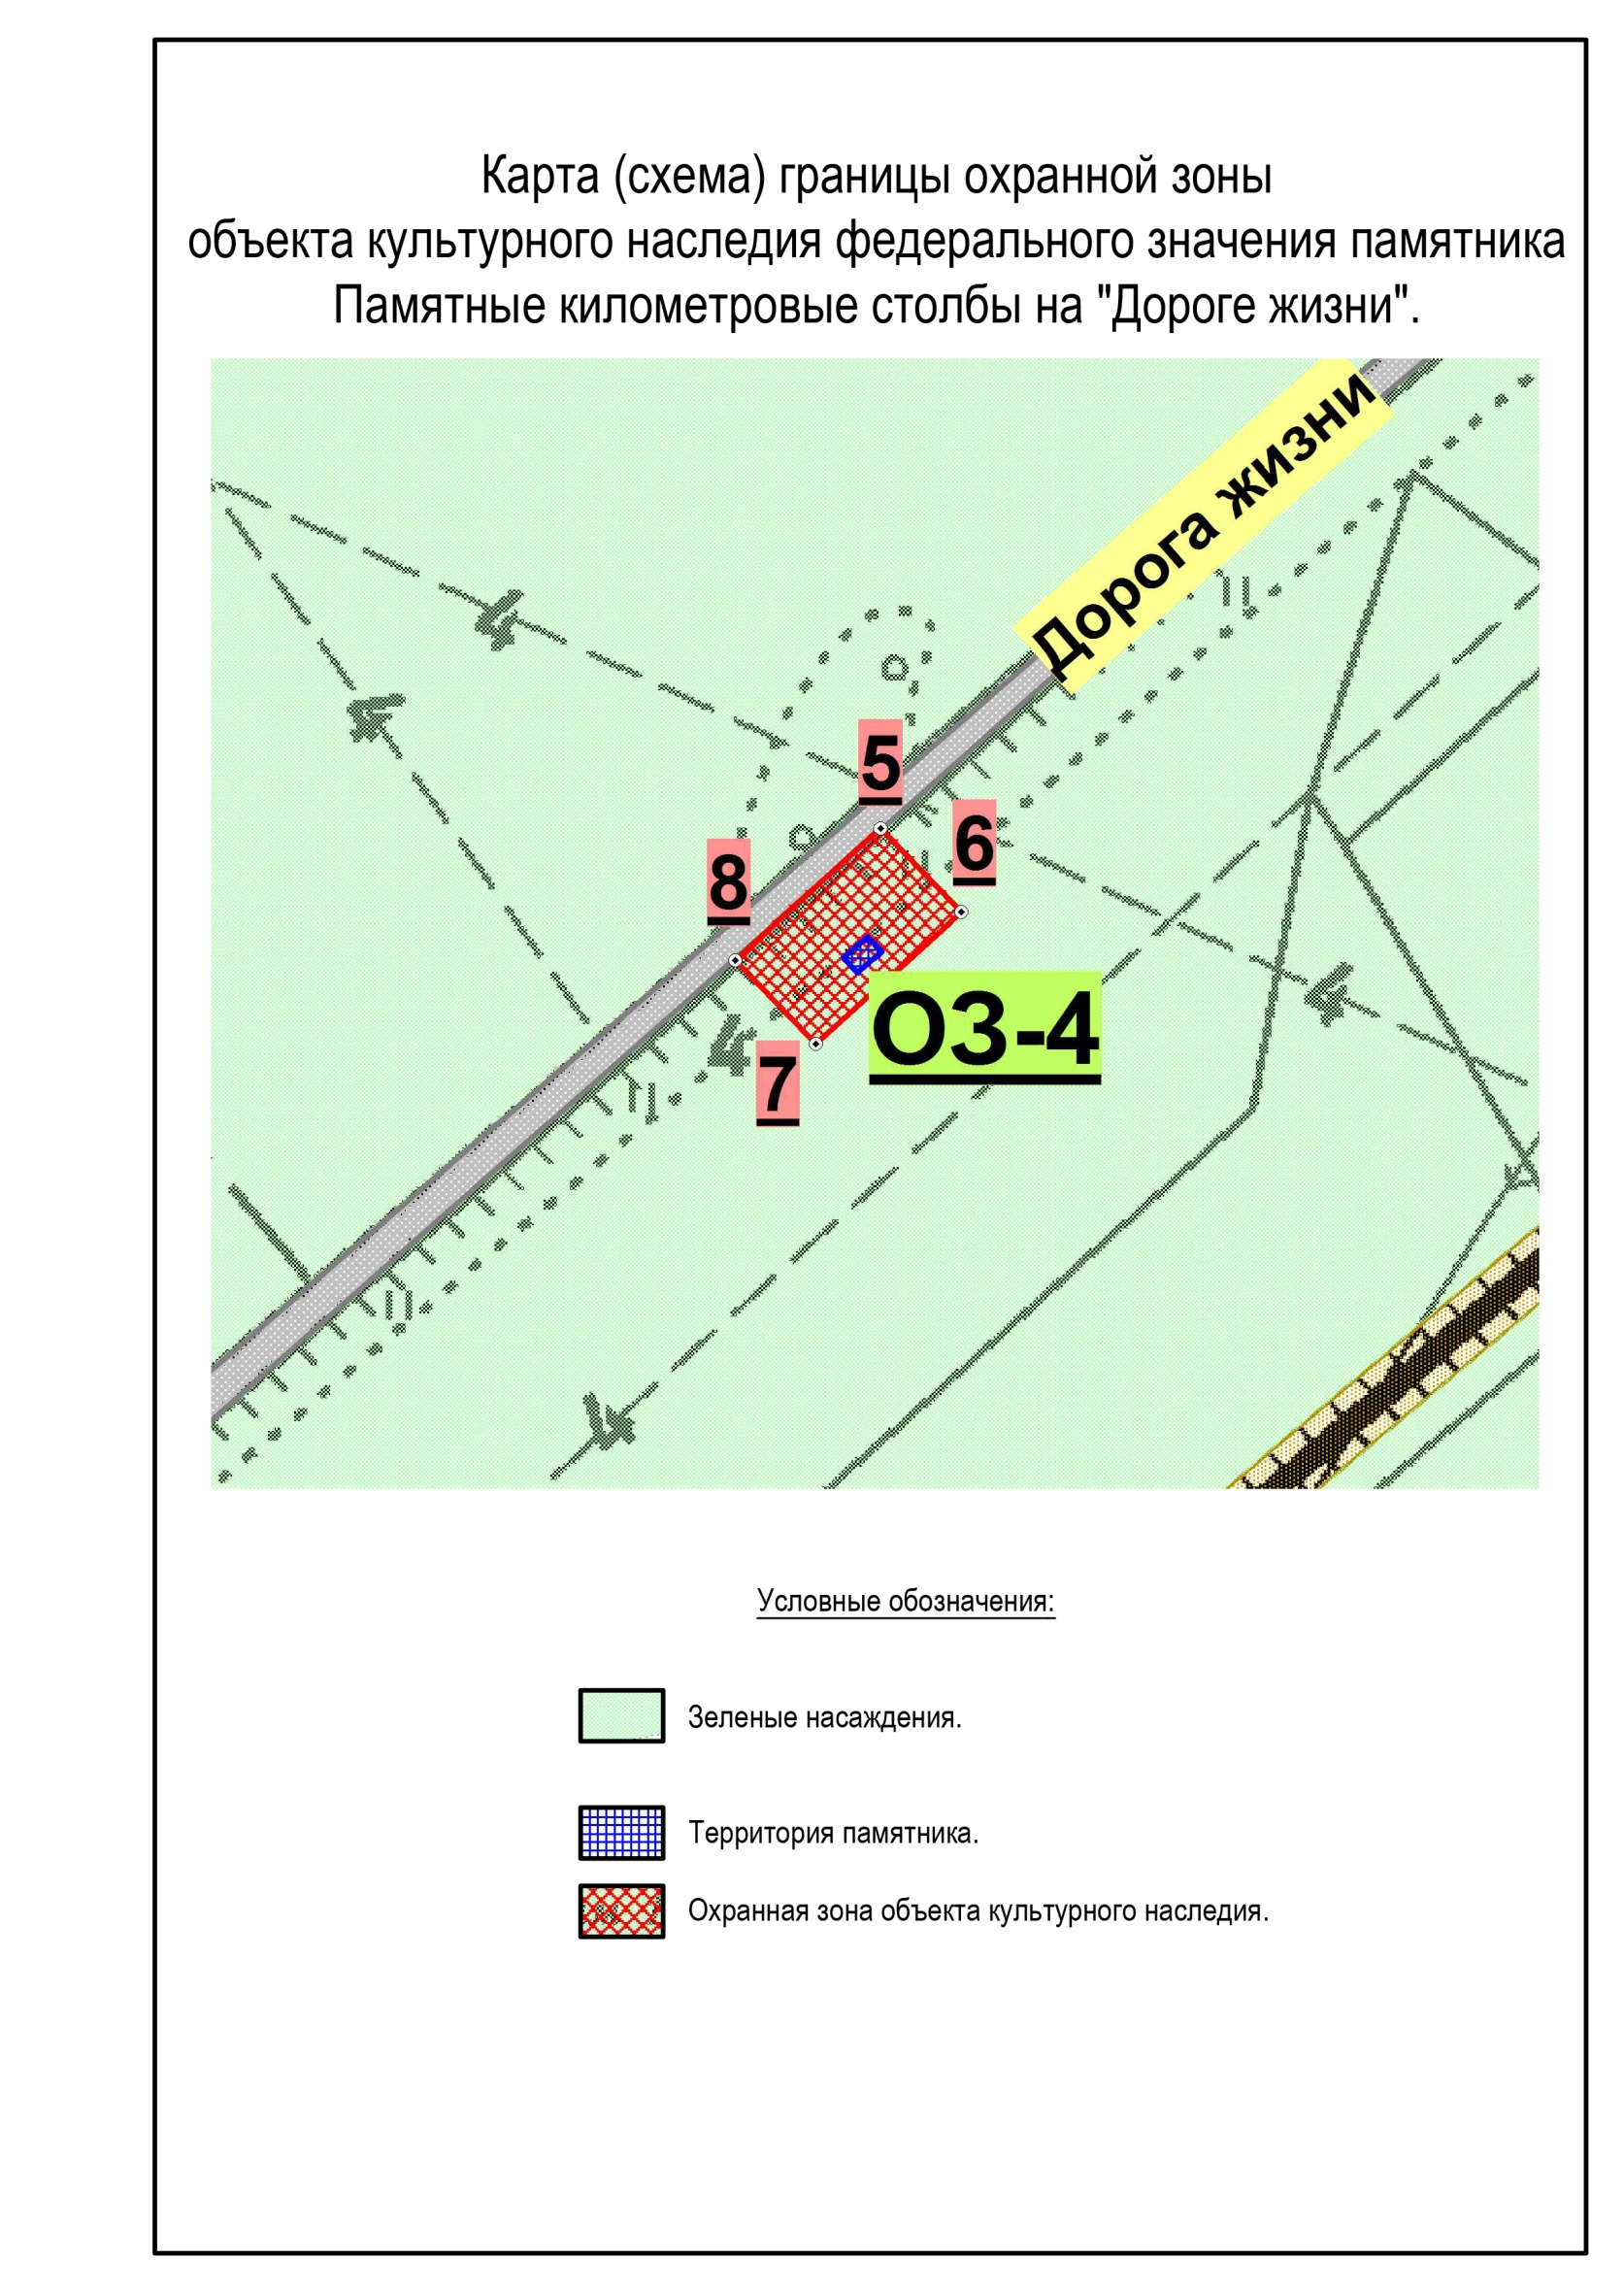 Карта (схема) границы охранной зоны
объекта культурного наследия федерального значения памятника
Памятные километровые столбы на "Дороге жизни".
Дорога жизни
5
6
8
ОЗ-4
7
Условные обозначения:
Зеленые насаждения.
Территория памятника.
Охранная зона объекта культурного наследия.